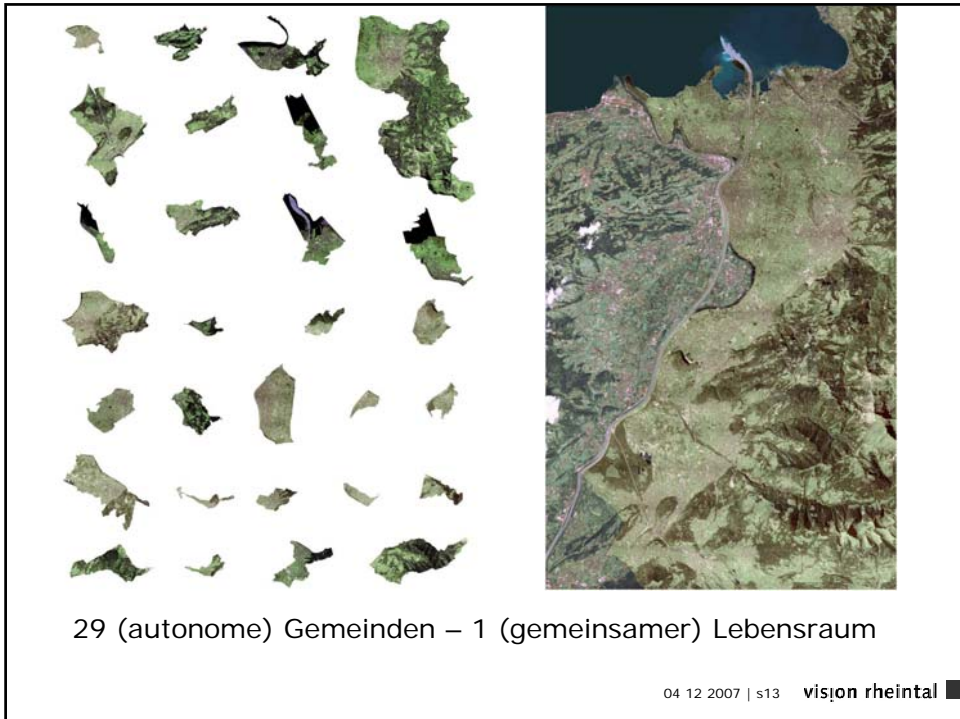 29 (autonome) Gemeinden – 1 (gemeinsamer) Lebensraum
04 12 2007 | s13 vision rheintal